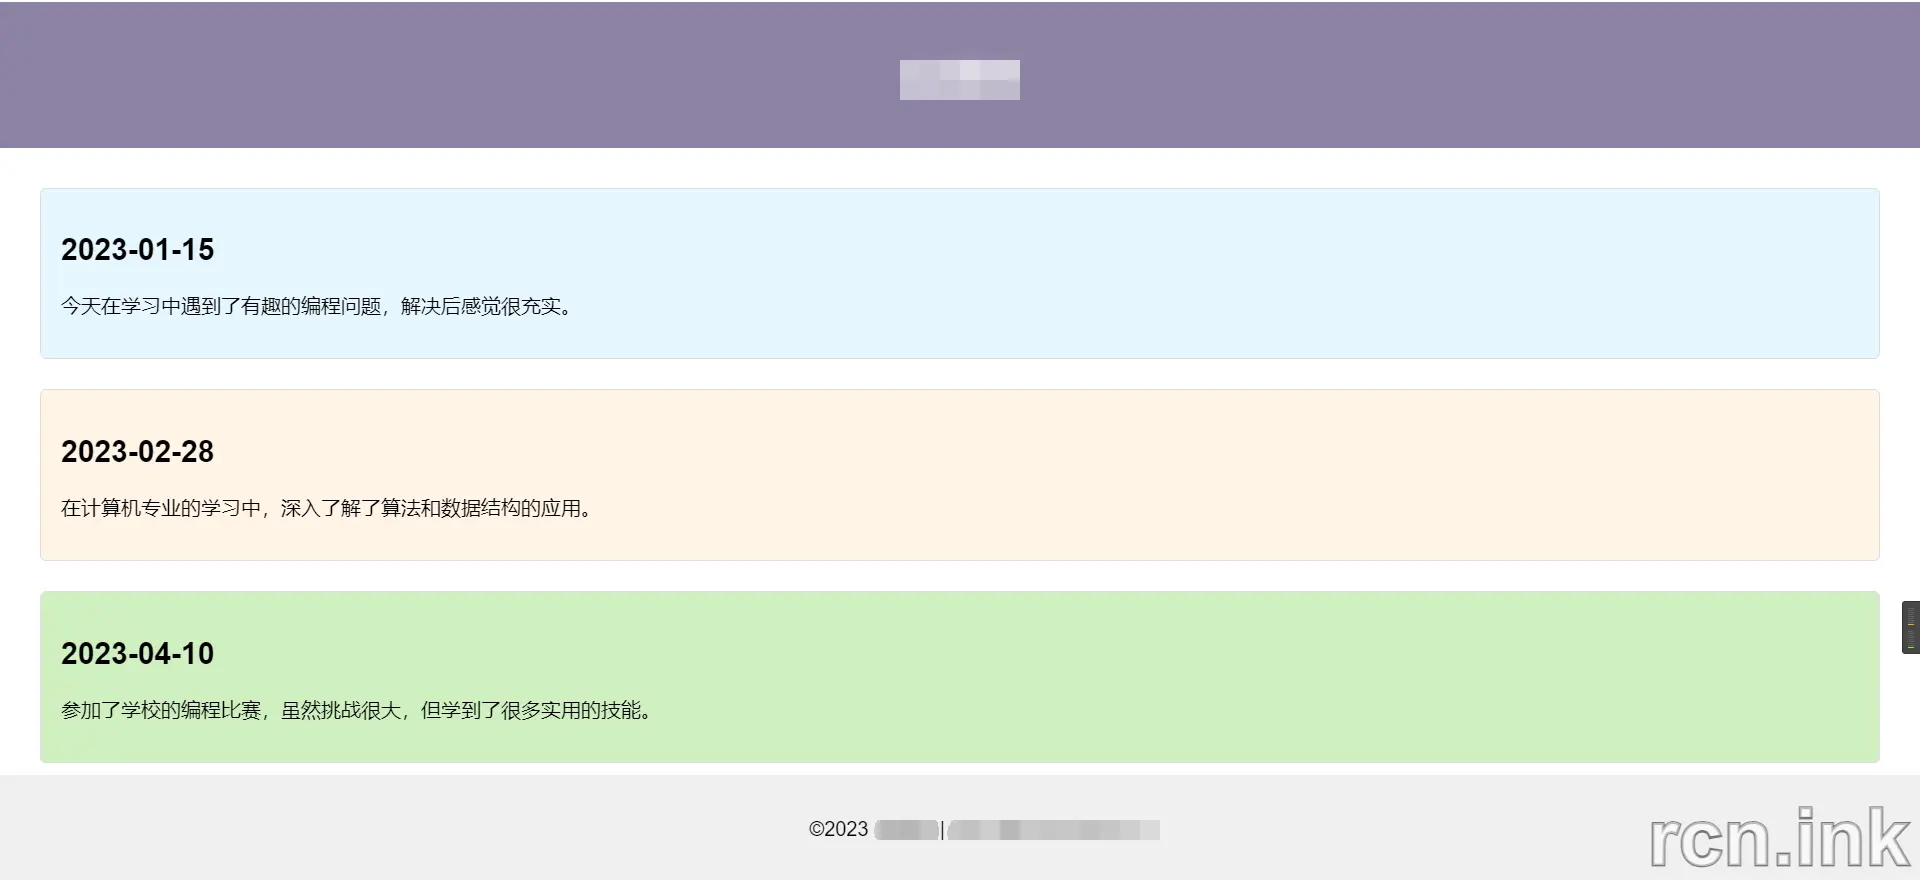 2023-01-15
今天在学习中遇到了有趣的编程问题，解决后感觉很充实。
2023-02-28
在计算机专业的学习中，深入了解了算法和数据结构的应用。
2023-04-10
参加了学校的编程比赛，虽然挑战很大，但学到了很多实用的技能。
©2023 |
rcn.ink